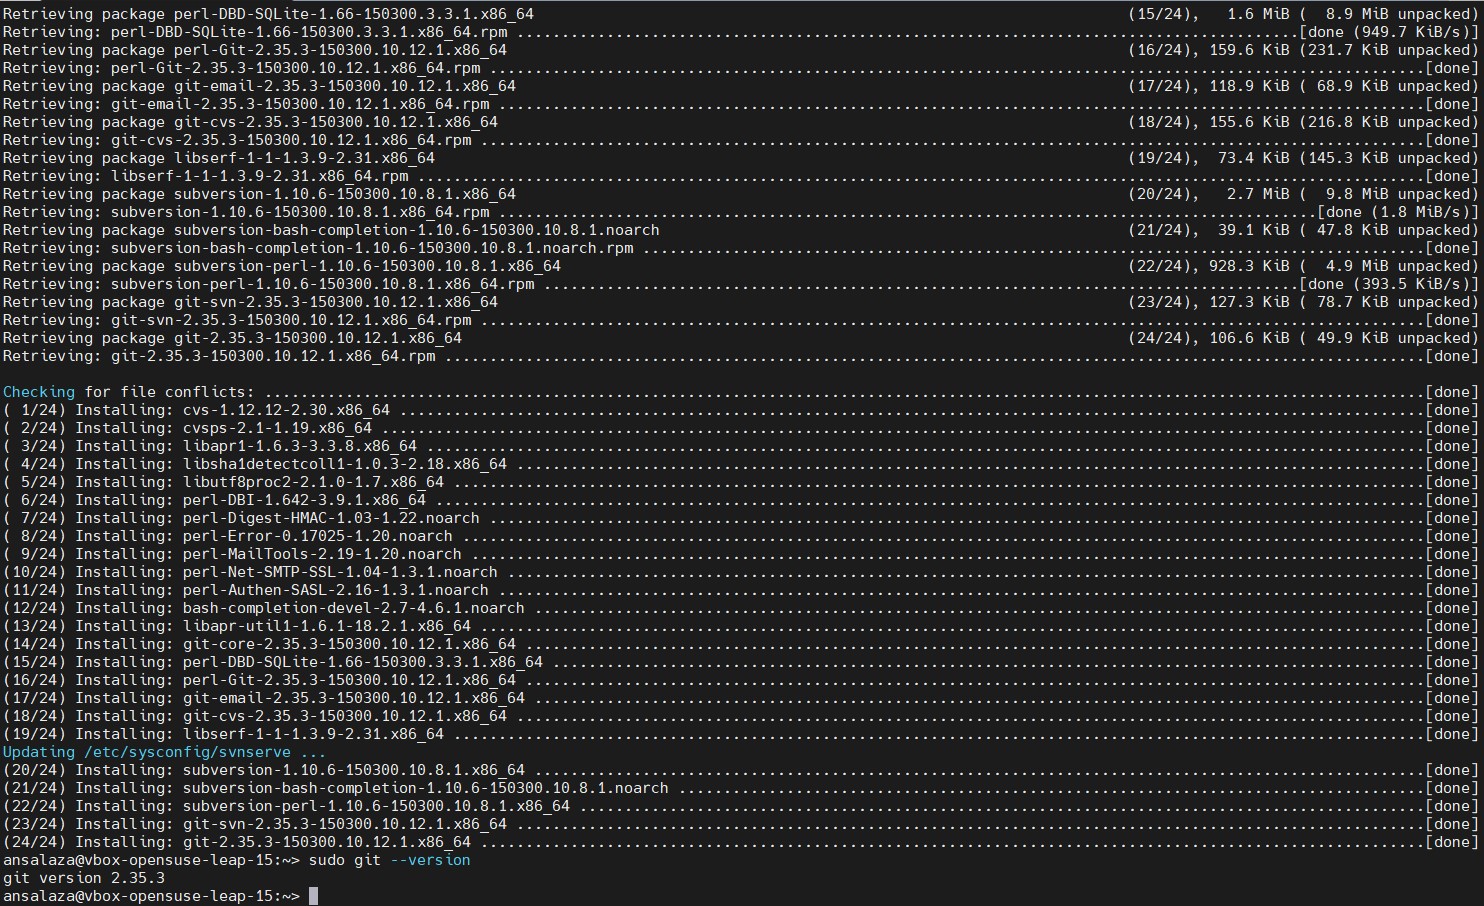 Retrieving package perl-DBD-SQLite-1.66-150300.3.3.1.x86_64 (15/24), 1.6 MiB ( 8.9 MiB unpacked)
Retrieving: perl-DBD-SQLite-1.66-150300.3.3.1.x86_64.rpm ....................[done (949.7 KiB/s)]
Retrieving package perl-Git-2.35.3-150300.10.12.1.x86_64 (16/24), 159.6 KiB (231.7 KiB unpacked)
Retrieving: perl-Git-2.35.3-150300.10.12.1.x86_64.rpm ....................[done]
Retrieving package git-email-2.35.3-150300.10.12.1.x86_64 (17/24), 118.9 KiB ( 68.9 KiB unpacked)
Retrieving: git-email-2.35.3-150300.10.12.1.x86_64.rpm ....................[done]
Retrieving package git-cvs-2.35.3-150300.10.12.1.x86_64 (18/24), 155.6 KiB (216.8 KiB unpacked)
Retrieving: git-cvs-2.35.3-150300.10.12.1.x86_64.rpm ....................[done]
Retrieving package libserf-1-1-1.3.9-2.31.x86_64 (19/24), 73.4 KiB (145.3 KiB unpacked)
Retrieving: libserf-1-1-1.3.9-2.31.x86_64.rpm ....................[done]
Retrieving package subversion-1.10.6-150300.10.8.1.x86_64 (20/24), 2.7 MiB ( 9.8 MiB unpacked)
Retrieving: subversion-1.10.6-150300.10.8.1.x86_64.rpm ....................[done (1.8 MiB/s)]
Retrieving package subversion-bash-completion-1.10.6-150300.10.8.1.noarch (21/24), 39.1 KiB ( 47.8 KiB unpacked)
Retrieving: subversion-bash-completion-1.10.6-150300.10.8.1.noarch.rpm ....................[done]
Retrieving package subversion-perl-1.10.6-150300.10.8.1.x86_64 (22/24), 928.3 KiB ( 4.9 MiB unpacked)
Retrieving: subversion-perl-1.10.6-150300.10.8.1.x86_64.rpm ....................[done (393.5 KiB/s)]
Retrieving package git-svn-2.35.3-150300.10.12.1.x86_64 (23/24), 127.3 KiB ( 78.7 KiB unpacked)
Retrieving: git-svn-2.35.3-150300.10.12.1.x86_64.rpm ....................[done]
Retrieving package git-2.35.3-150300.10.12.1.x86_64 (24/24), 106.6 KiB ( 49.9 KiB unpacked)
Retrieving: git-2.35.3-150300.10.12.1.x86_64.rpm ....................[done]
Checking for file conflicts: ....................[done]
( 1/24) Installing: cvs-1.12.12-2.30.x86_64 ....................[done]
( 2/24) Installing: cvsps-2.1-1.19.x86_64 ....................[done]
( 3/24) Installing: libapr1-1.6.3-3.3.8.x86_64 ....................[done]
( 4/24) Installing: libsha1detectcoll1-1.0.3-2.18.x86_64 ....................[done]
( 5/24) Installing: libutf8proc2-2.1.0-1.7.x86_64 ....................[done]
( 6/24) Installing: perl-DBI-1.642-3.9.1.x86_64 ....................[done]
( 7/24) Installing: perl-Digest-HMAC-1.03-1.22.noarch ....................[done]
( 8/24) Installing: perl-Error-0.17025-1.20.noarch ....................[done]
( 9/24) Installing: perl-MailTools-2.19-1.20.noarch ....................[done]
(10/24) Installing: perl-Net-SMTP-SSL-1.04-1.3.1.noarch ....................[done]
(11/24) Installing: perl-Authen-SASL-2.16-1.3.1.noarch ....................[done]
(12/24) Installing: bash-completion-devel-2.7-4.6.1.noarch ....................[done]
(13/24) Installing: libapr-util1-1.6.1-18.2.1.x86_64 ....................[done]
(14/24) Installing: git-core-2.35.3-150300.10.12.1.x86_64 ....................[done]
(15/24) Installing: perl-DBD-SQLite-1.66-150300.3.3.1.x86_64 ....................[done]
(16/24) Installing: perl-Git-2.35.3-150300.10.12.1.x86_64 ....................[done]
(17/24) Installing: git-email-2.35.3-150300.10.12.1.x86_64 ....................[done]
(18/24) Installing: git-cvs-2.35.3-150300.10.12.1.x86_64 ....................[done]
(19/24) Installing: libserf-1-1-1.3.9-2.31.x86_64 ....................[done]
Updating /etc/sysconfig/svnserve ...
(20/24) Installing: subversion-1.10.6-150300.10.8.1.x86_64 ....................[done]
(21/24) Installing: subversion-bash-completion-1.10.6-150300.10.8.1.noarch ....................[done]
(22/24) Installing: subversion-perl-1.10.6-150300.10.8.1.x86_64 ....................[done]
(23/24) Installing: git-svn-2.35.3-150300.10.12.1.x86_64 ....................[done]
(24/24) Installing: git-2.35.3-150300.10.12.1.x86_64 ....................[done]
ansalaza@vbox-opensuse-leap-15:~> sudo git --version
git version 2.35.3
ansalaza@vbox-opensuse-leap-15:~>